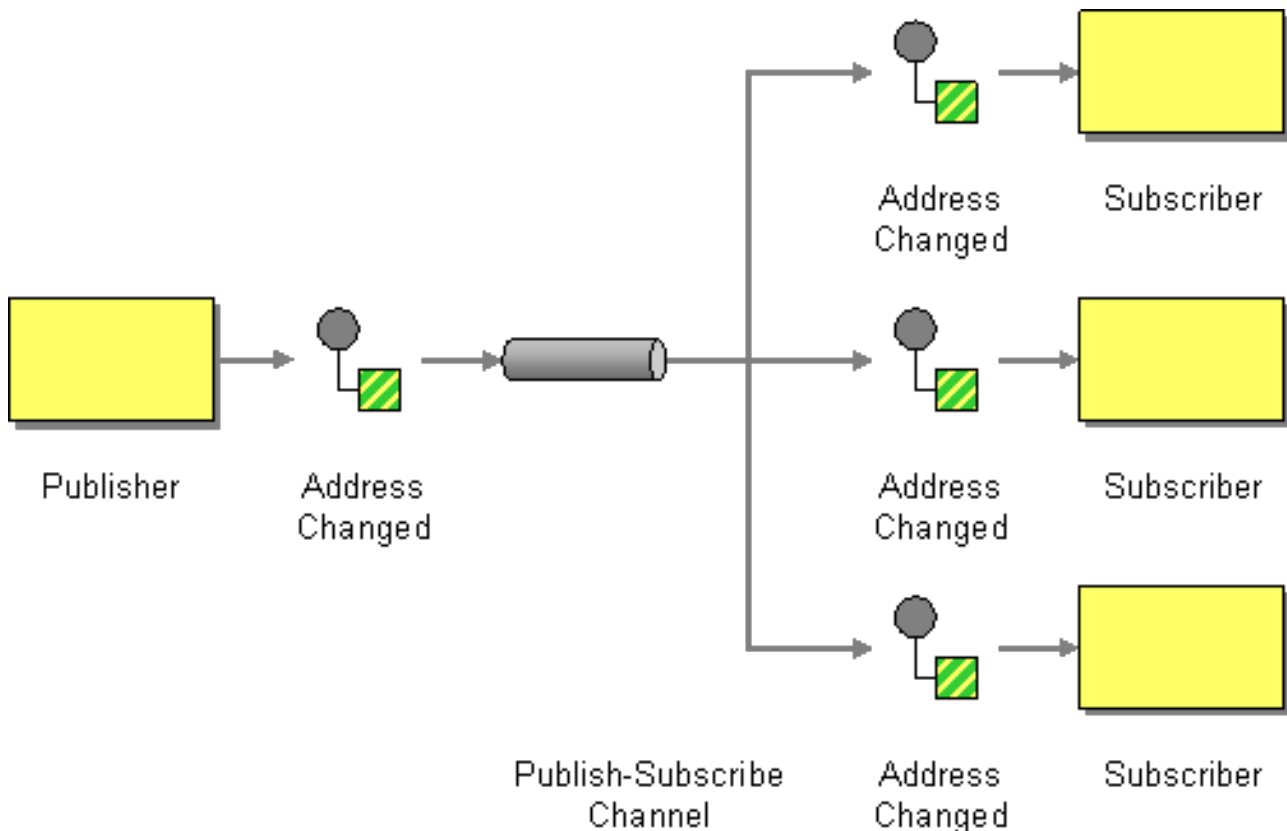 Address
Changed
Subscriber
Publisher
Address
Changed
Address
Changed
Subscriber
Publish-Subscribe
Channel
Address
Changed
Subscriber